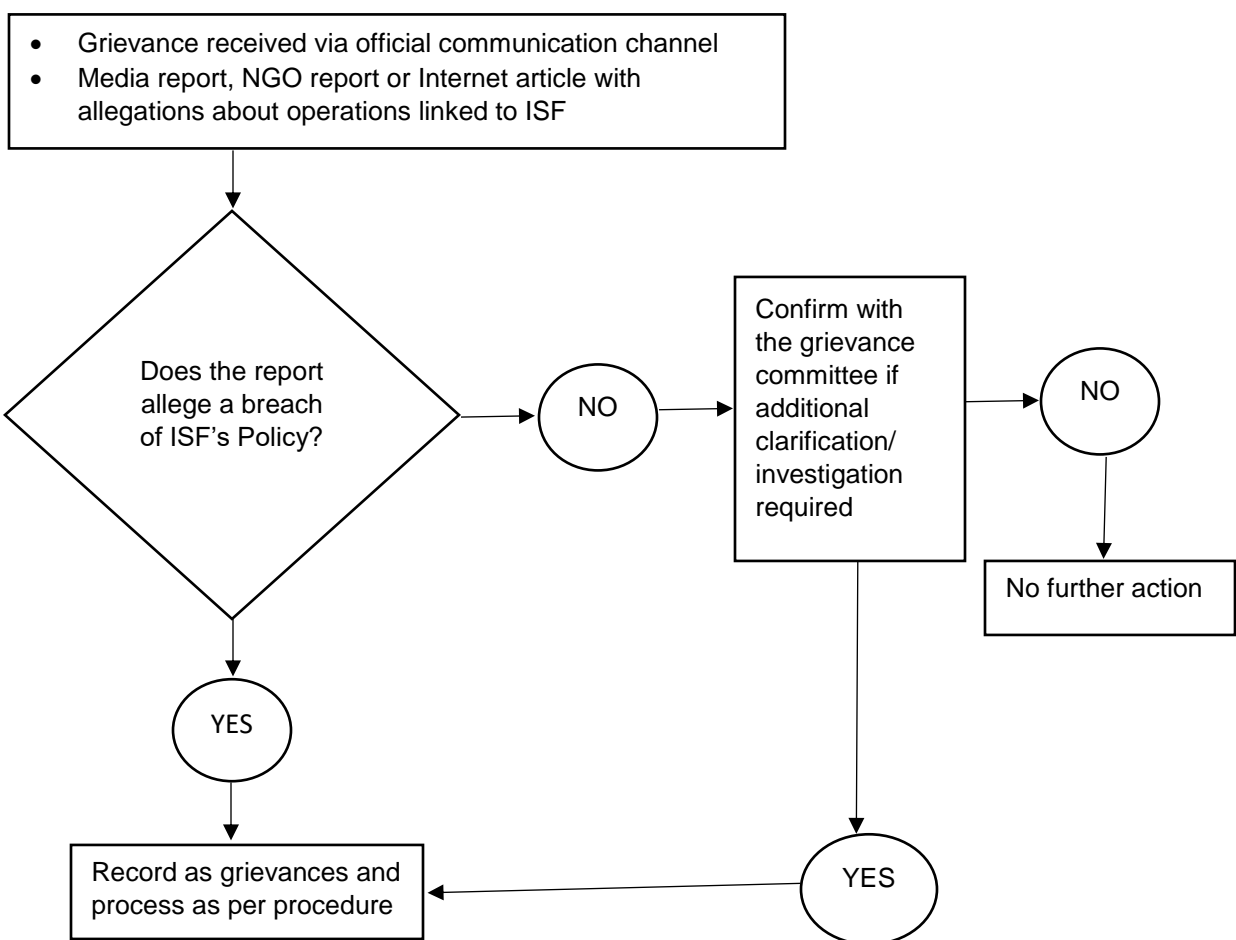 • Grievance received via official communication channel
• Media report, NGO report or Internet article with
allegations about operations linked to ISF
Does the report
allege a breach
of ISF’s Policy?
NO
Confirm with
the grievance
committee if
additional
clarification/
investigation
required
NO
No further action
YES
Record as grievances and
process as per procedure
YES